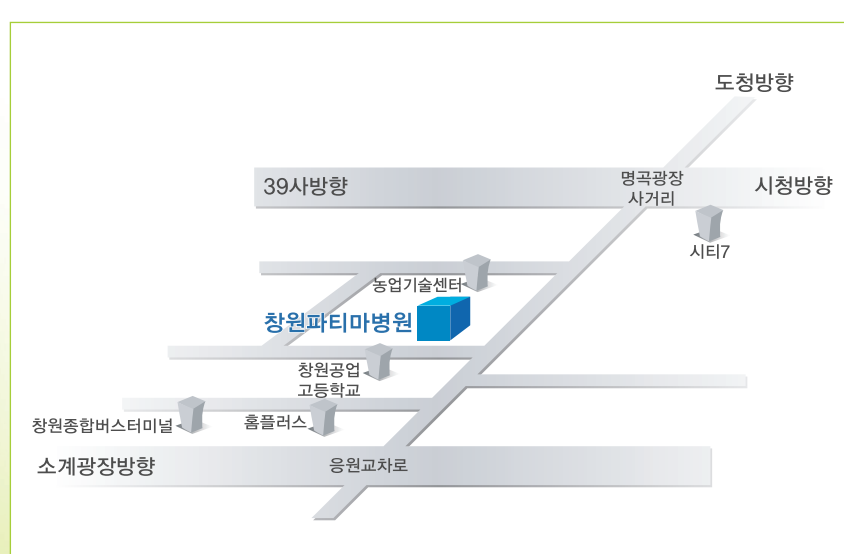 도청방향
39사방향
명곡광장
사거리
시청방향
시티7
농업기술센터
창원파티마병원
창원공업
고등학교
창원종합버스터미널
홈플러스
소계광장방향
응원교차로